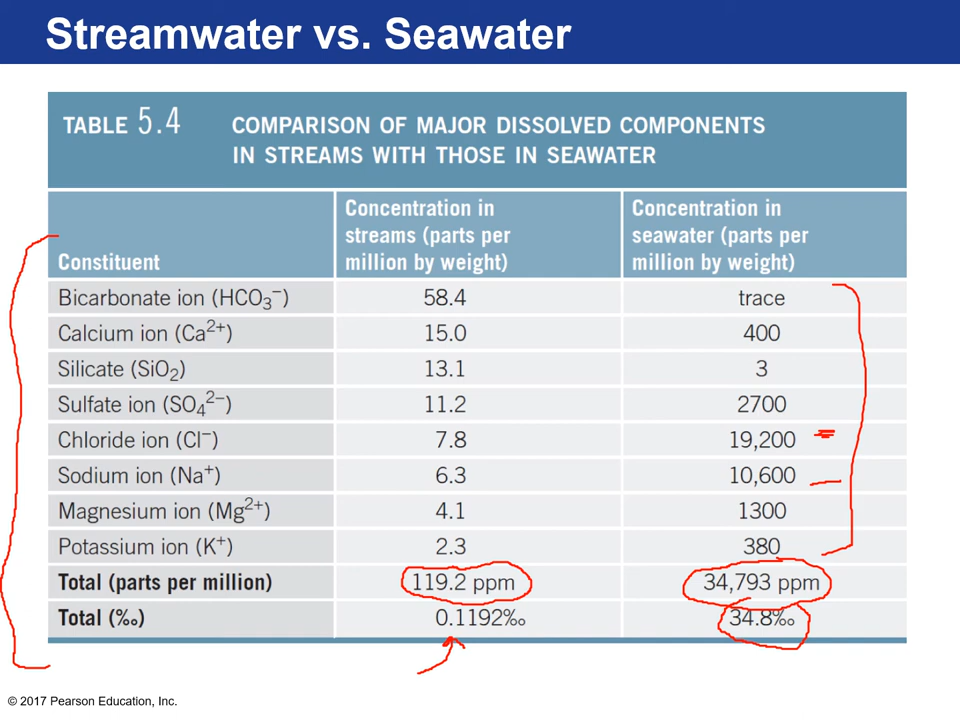 Streamwater vs. Seawater
TABLE 5.4 COMPARISON OF MAJOR DISSOLVED COMPONENTS
IN STREAMS WITH THOSE IN SEAWATER
Constituent
Concentration in
streams (parts per
million by weight)
Concentration in
seawater (parts per
million by weight)
Bicarbonate ion (HCO₃⁻) 58.4 trace
Calcium ion (Ca²⁺) 15.0 400
Silicate (SiO₂) 13.1 3
Sulfate ion (SO₄²⁻) 11.2 2700
Chloride ion (Cl⁻) 7.8 19,200
Sodium ion (Na⁺) 6.3 10,600
Magnesium ion (Mg²⁺) 4.1 1300
Potassium ion (K⁺) 2.3 380
Total (parts per million) 119.2 ppm 34,793 ppm
Total (‰) 0.1192‰ 34.8‰
© 2017 Pearson Education, Inc.